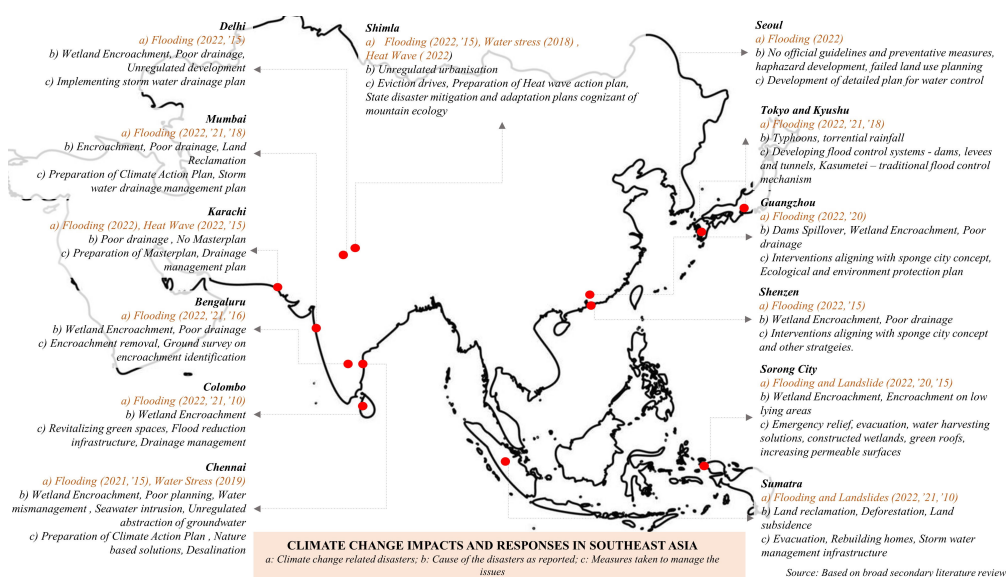 Delhi
a) Flooding (2022,'15)
b) Wetland Encroachment, Poor drainage,
Unregulated development
c) Implementing storm water drainage plan
Mumbai
a) Flooding (2022,'21,'18)
b) Encroachment, Poor drainage, Land
Reclamation
c) Preparation of Climate Action Plan, Storm
water drainage management plan
Karachi
a) Flooding (2022), Heat Wave (2022,'15)
b) Poor drainage , No Masterplan
c) Preparation of Masterplan, Drainage
management plan
Bengaluru
a) Flooding (2022,'21,'16)
b) Wetland Encroachment, Poor drainage
c) Encroachment removal, Ground survey on
encroachment identification
Colombo
a) Flooding (2022,'21,'10)
b) Wetland Encroachment
c) Revitalizing green spaces, Flood reduction
infrastructure, Drainage management
Chennai
a) Flooding (2021,'15), Water Stress (2019)
b) Wetland Encroachment, Poor planning, Water
mismanagement , Seawater intrusion, Unregulated
abstraction of groundwater
c) Preparation of Climate Action Plan , Nature
based solutions, Desalination
Shimla
a) Flooding (2022,'15), Water stress (2018) ,
Heat Wave ( 2022)
b) Unregulated urbanisation
c) Eviction drives, Preparation of Heat wave action plan,
State disaster mitigation and adaptation plans cognizant of
mountain ecology
Seoul
a) Flooding (2022)
b) No official guidelines and preventative measures,
haphazard development, failed land use planning
c) Development of detailed plan for water control
Tokyo and Kyushu
a) Flooding (2022,'21,'18)
b) Typhoons, torrential rainfall
c) Developing flood control systems - dams, levees
and tunnels, Kasumetei – traditional flood control
mechanism
Guangzhou
a) Flooding (2022,'20)
b) Dams Spillover, Wetland Encroachment, Poor
drainage
c) Interventions aligning with sponge city concept,
Ecological and environment protection plan
Shenzen
a) Flooding (2022,'15)
b) Wetland Encroachment, Poor drainage
c) Interventions aligning with sponge city concept
and other stratgeies.
Sorong City
a) Flooding and Landslide (2022,'20,'15)
b) Wetland Encroachment, Encroachment on low
lying areas
c) Emergency relief, evacuation, water harvesting
solutions, constructed wetlands, green roofs,
increasing permeable surfaces
Sumatra
a) Flooding and Landslides (2022,'21,'10)
b) Land reclamation, Deforestation, Land
subsidence
c) Evacuation, Rebuilding homes, Storm water
management infrastructure
CLIMATE CHANGE IMPACTS AND RESPONSES IN SOUTHEAST ASIA
a: Climate change related disasters; b: Cause of the disasters as reported; c: Measures taken to manage the
issues
Source: Based on broad secondary literature review